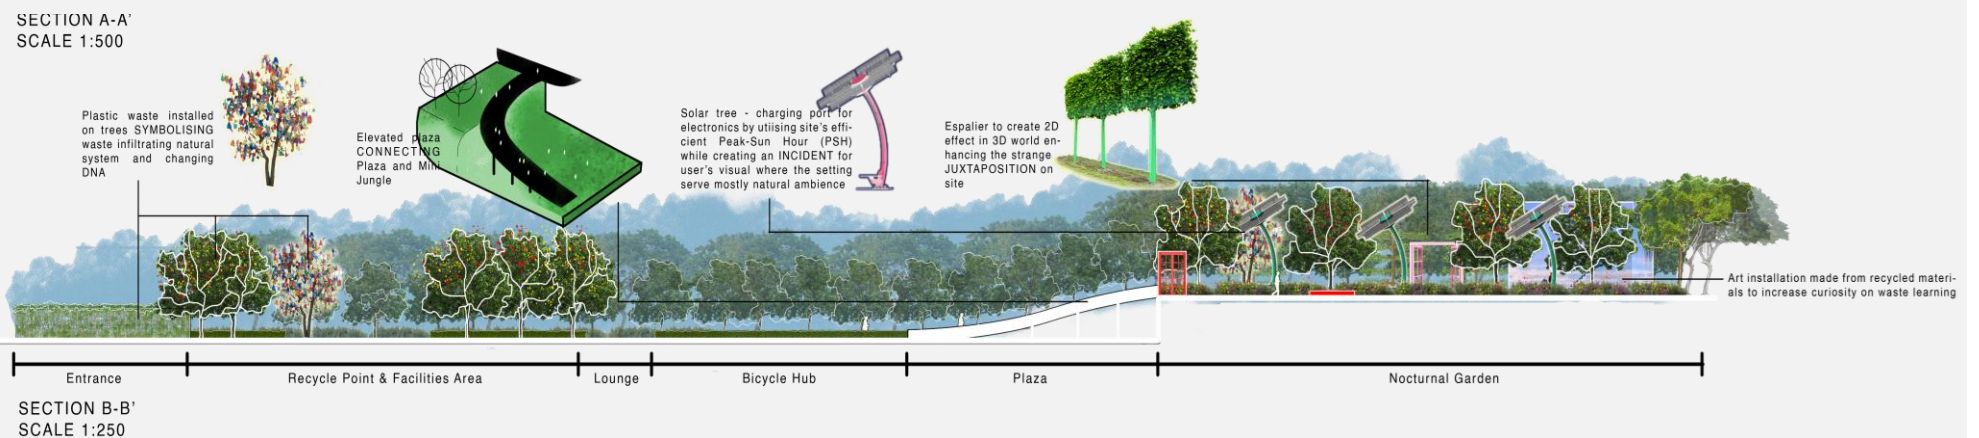 SECTION A-A'
SCALE 1:500
Plastic waste installed
on trees SYMBOLISING
waste infiltrating natural
system and changing
DNA
Elevated plaza
CONNECTING
Plaza and Mini
Jungle
Solar tree - charging port for
electronics by utiising site's effi-
cient Peak-Sun Hour (PSH)
while creating an INCIDENT for
user's visual where the setting
serve mostly natural ambience
Espalier to create 2D
effect in 3D world en-
hancing the strange
JUXTAPOSITION on
site
Art installation made from recycled materi-
als to increase curiosity on waste learning
Entrance
Recycle Point & Facilities Area
Lounge
Bicycle Hub
Plaza
Nocturnal Garden
SECTION B-B'
SCALE 1:250